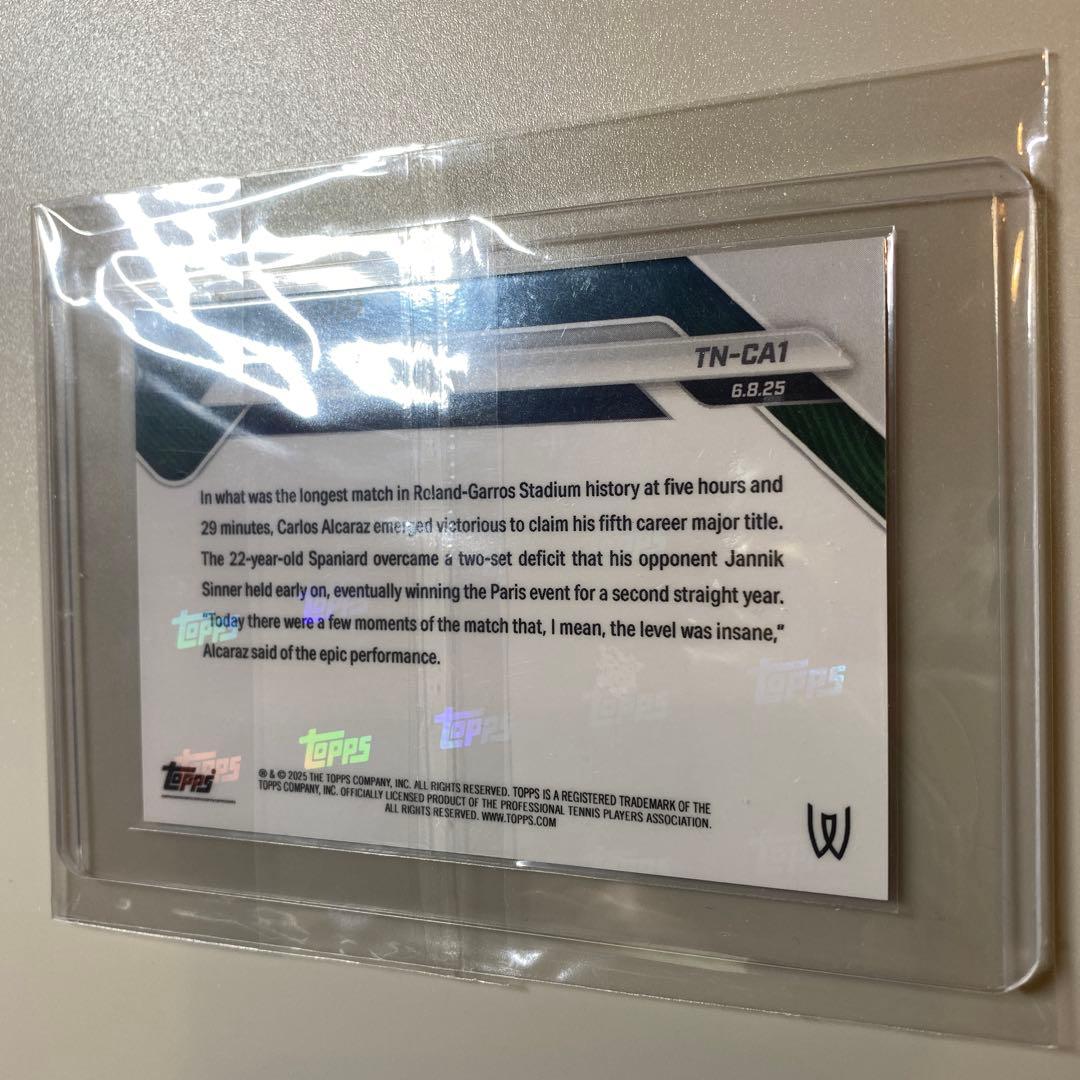 TN-CA1
6.8.25
In what was the longest match in Roland-Garros Stadium history at five hours and
29 minutes, Carlos Alcaraz emerged victorious to claim his fifth career major title.
The 22-year-old Spaniard overcame a two-set deficit that his opponent Jannik
Sinner held early on, eventually winning the Paris event for a second straight year.
"Today there were a few moments of the match that, I mean, the level was insane,"
Alcaraz said of the epic performance.
Topps
Topps
Topps
Topps
Topps
Topps
Topps
Topps
® & © 2025 THE TOPPS COMPANY, INC. ALL RIGHTS RESERVED. TOPPS IS A REGISTERED TRADEMARK OF THE
TOPPS COMPANY, INC. OFFICIALLY LICENSED PRODUCT OF THE PROFESSIONAL TENNIS PLAYERS ASSOCIATION.
ALL RIGHTS RESERVED. WWW.TOPPS.COM